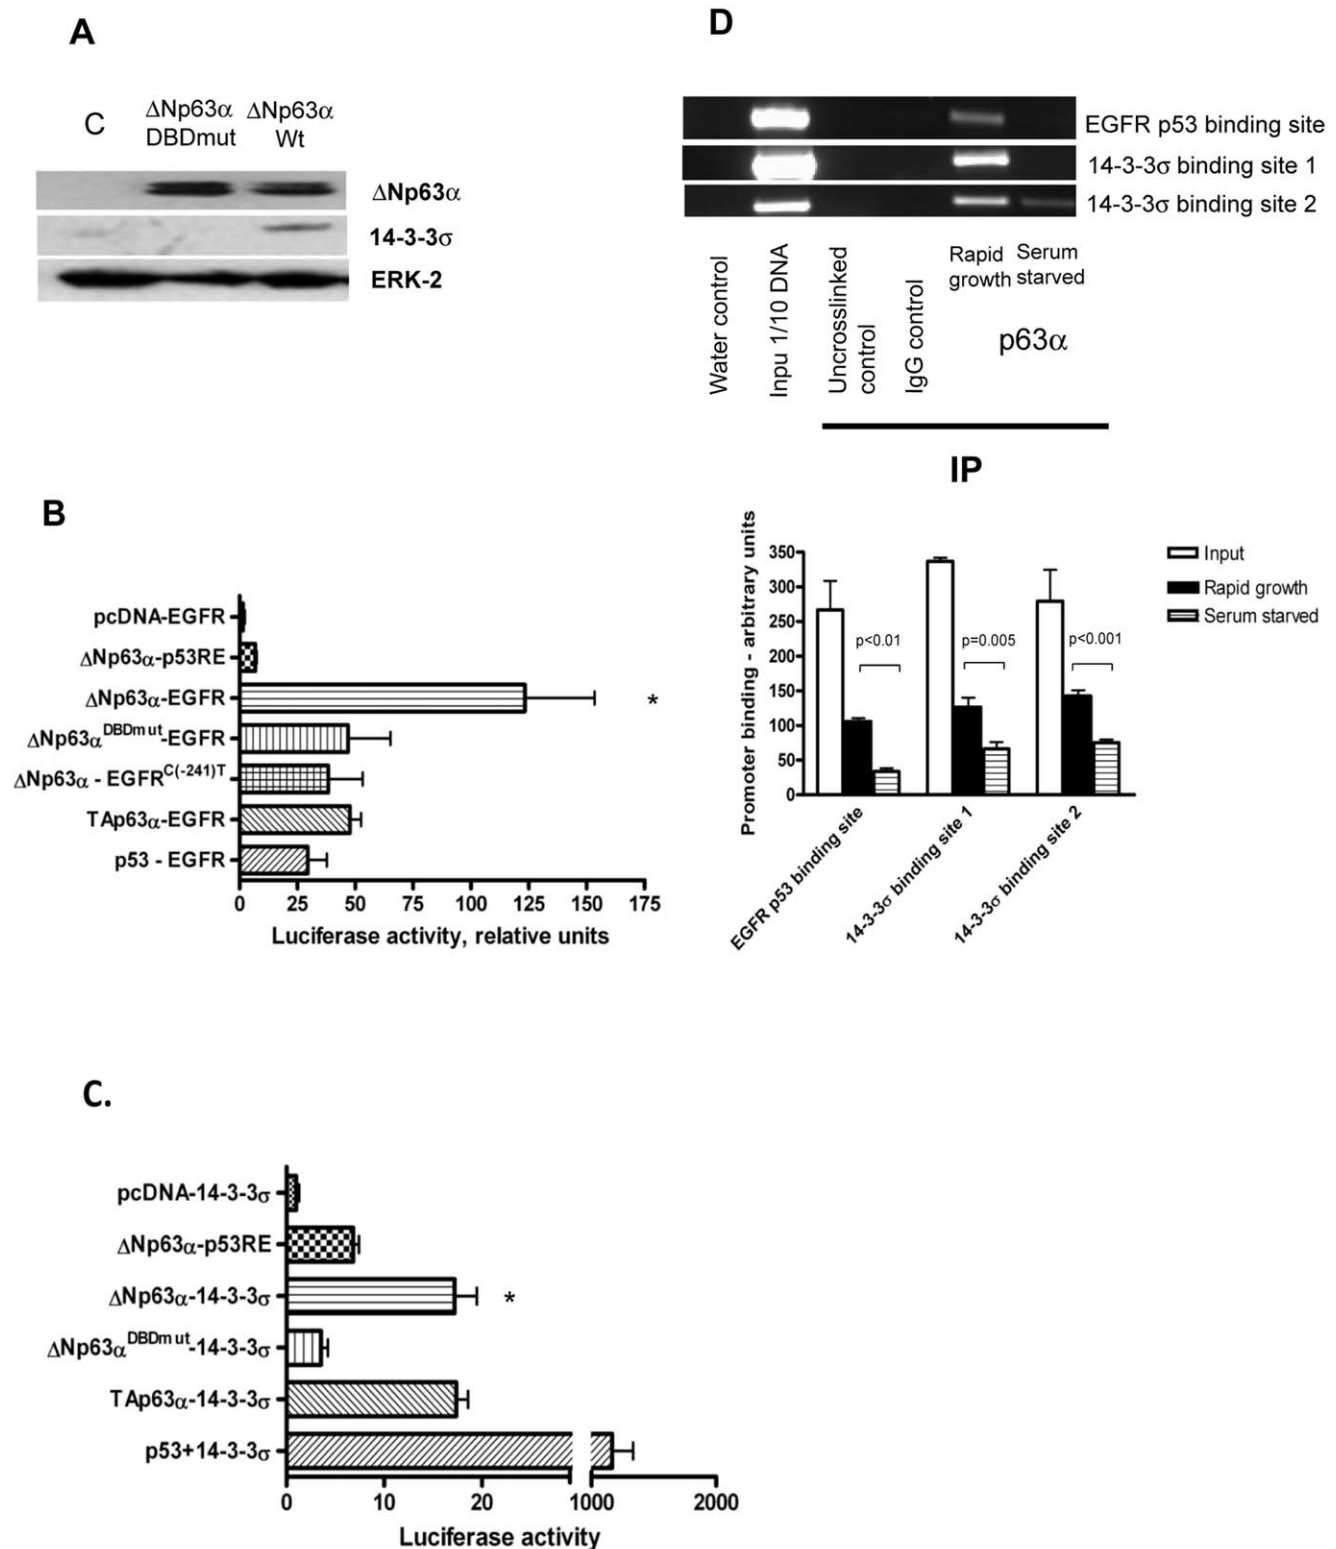 A
C
ΔNp63α
DBDmut
ΔNp63α
Wt
ΔNp63α
14-3-3σ
ERK-2
B
pcDNA-EGFR
ΔNp63α-p53RE
ΔNp63α-EGFR
*
ΔNp63α^DBDmut-EGFR
ΔNp63α - EGFR^C(-241)T
TAp63α-EGFR
p53 - EGFR
0 25 50 75 100 125 150 175
Luciferase activity, relative units
C.
pcDNA-14-3-3σ
ΔNp63α-p53RE
ΔNp63α-14-3-3σ
*
ΔNp63α^DBDmut-14-3-3σ
TAp63α-14-3-3σ
p53+14-3-3σ
0 10 20 1000 2000
Luciferase activity
D
EGFR p53 binding site
14-3-3σ binding site 1
14-3-3σ binding site 2
Water control
Inpu 1/10 DNA
Uncrosslinked
control
IgG control
Rapid
growth
Serum
starved
p63α
IP
Promoter binding - arbitrary units
350
300
250
200
150
100
50
0
p<0.01
p=0.005
p<0.001
Input
Rapid growth
Serum starved
EGFR p53 binding site
14-3-3σ binding site 1
14-3-3σ binding site 2